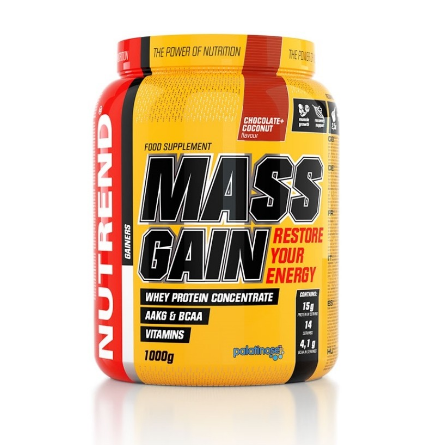 THE POWER OF NUTRITION
CHOCOLATE+
COCONUT
flavour
FOOD SUPPLEMENT
NUTREND
GAINERS
MASS
GAIN
RESTORE
YOUR
ENERGY
WHEY PROTEIN CONCENTRATE
AAKG & BCAA
VITAMINS
1000g
palatinose
CONTAINS:
15g
14
4,1g